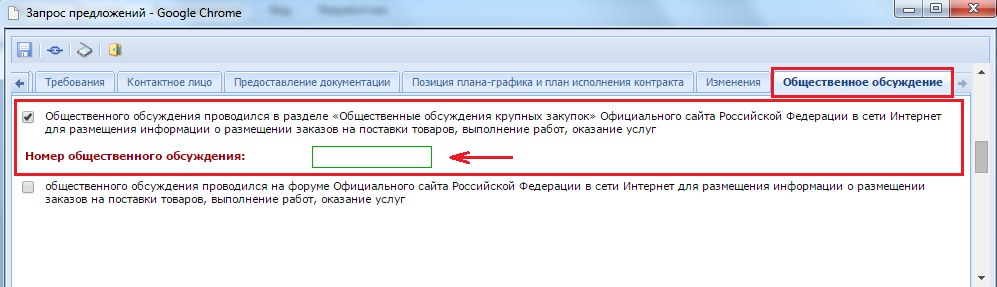 Запрос предложений - Google Chrome
Требования Контактное лицо Предоставление документации Позиция плана-графика и план исполнения контракта Изменения Общественное обсуждение
Общественного обсуждения проводился в разделе «Общественные обсуждения крупных закупок» Официального сайта Российской Федерации в сети Интернет
для размещения информации о размещении заказов на поставки товаров, выполнение работ, оказание услуг
Номер общественного обсуждения:
общественного обсуждения проводился на форуме Официального сайта Российской Федерации в сети Интернет для размещения информации о размещении
заказов на поставки товаров, выполнение работ, оказание услуг